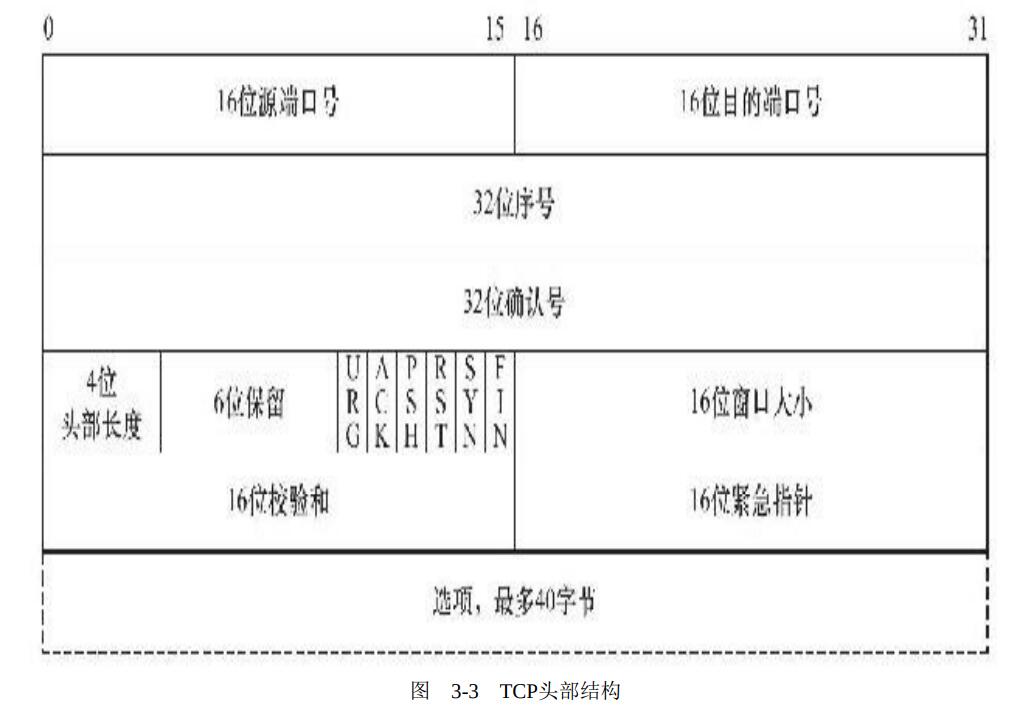 0 15 16 31
16位源端口号 16位目的端口号
32位序号
32位确认号
4位
头部长度
6位保留
URG
ACK
PSH
RST
SYN
FIN
16位窗口大小
16位校验和 16位紧急指针
选项，最多40字节
图 3-3 TCP头部结构